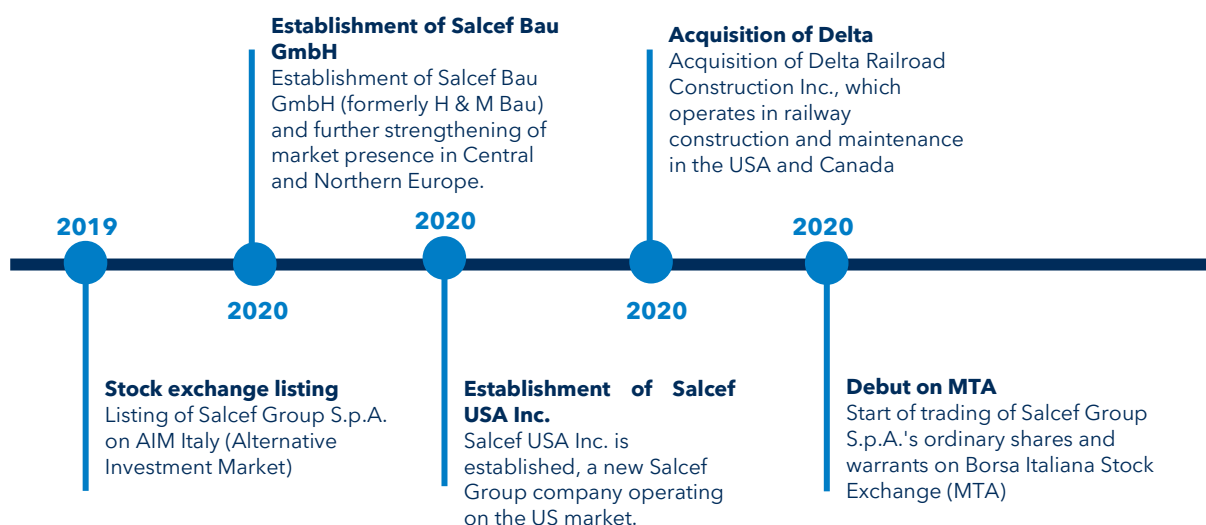 Establishment of Salcef Bau
GmbH
Establishment of Salcef Bau
GmbH (formerly H & M Bau)
and further strengthening of
market presence in Central
and Northern Europe.
Acquisition of Delta
Acquisition of Delta Railroad
Construction Inc., which
operates in railway
construction and maintenance
in the USA and Canada
2019
2020
2020
2020
2020
Stock exchange listing
Listing of Salcef Group S.p.A.
on AIM Italy (Alternative
Investment Market)
Establishment of Salcef
USA Inc.
Salcef USA Inc. is
established, a new Salcef
Group company operating
on the US market.
Debut on MTA
Start of trading of Salcef Group
S.p.A.'s ordinary shares and
warrants on Borsa Italiana Stock
Exchange (MTA)